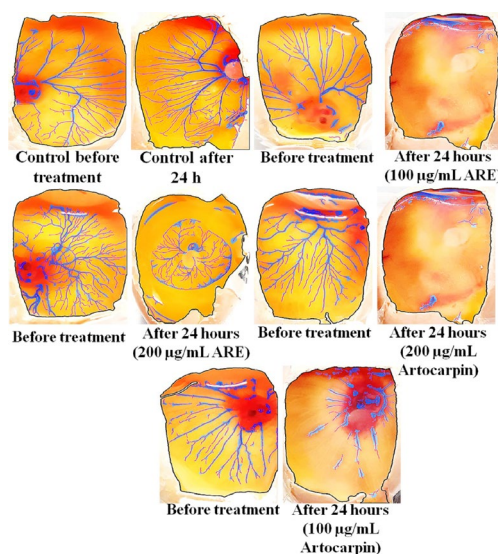 Control before
treatment
Control after
24 h
Before treatment
After 24 hours
(100 µg/mL ARE)
Before treatment
After 24 hours
(200 µg/mL ARE)
Before treatment
After 24 hours
(200 µg/mL
Artocarpin)
Before treatment
After 24 hours
(100 µg/mL
Artocarpin)